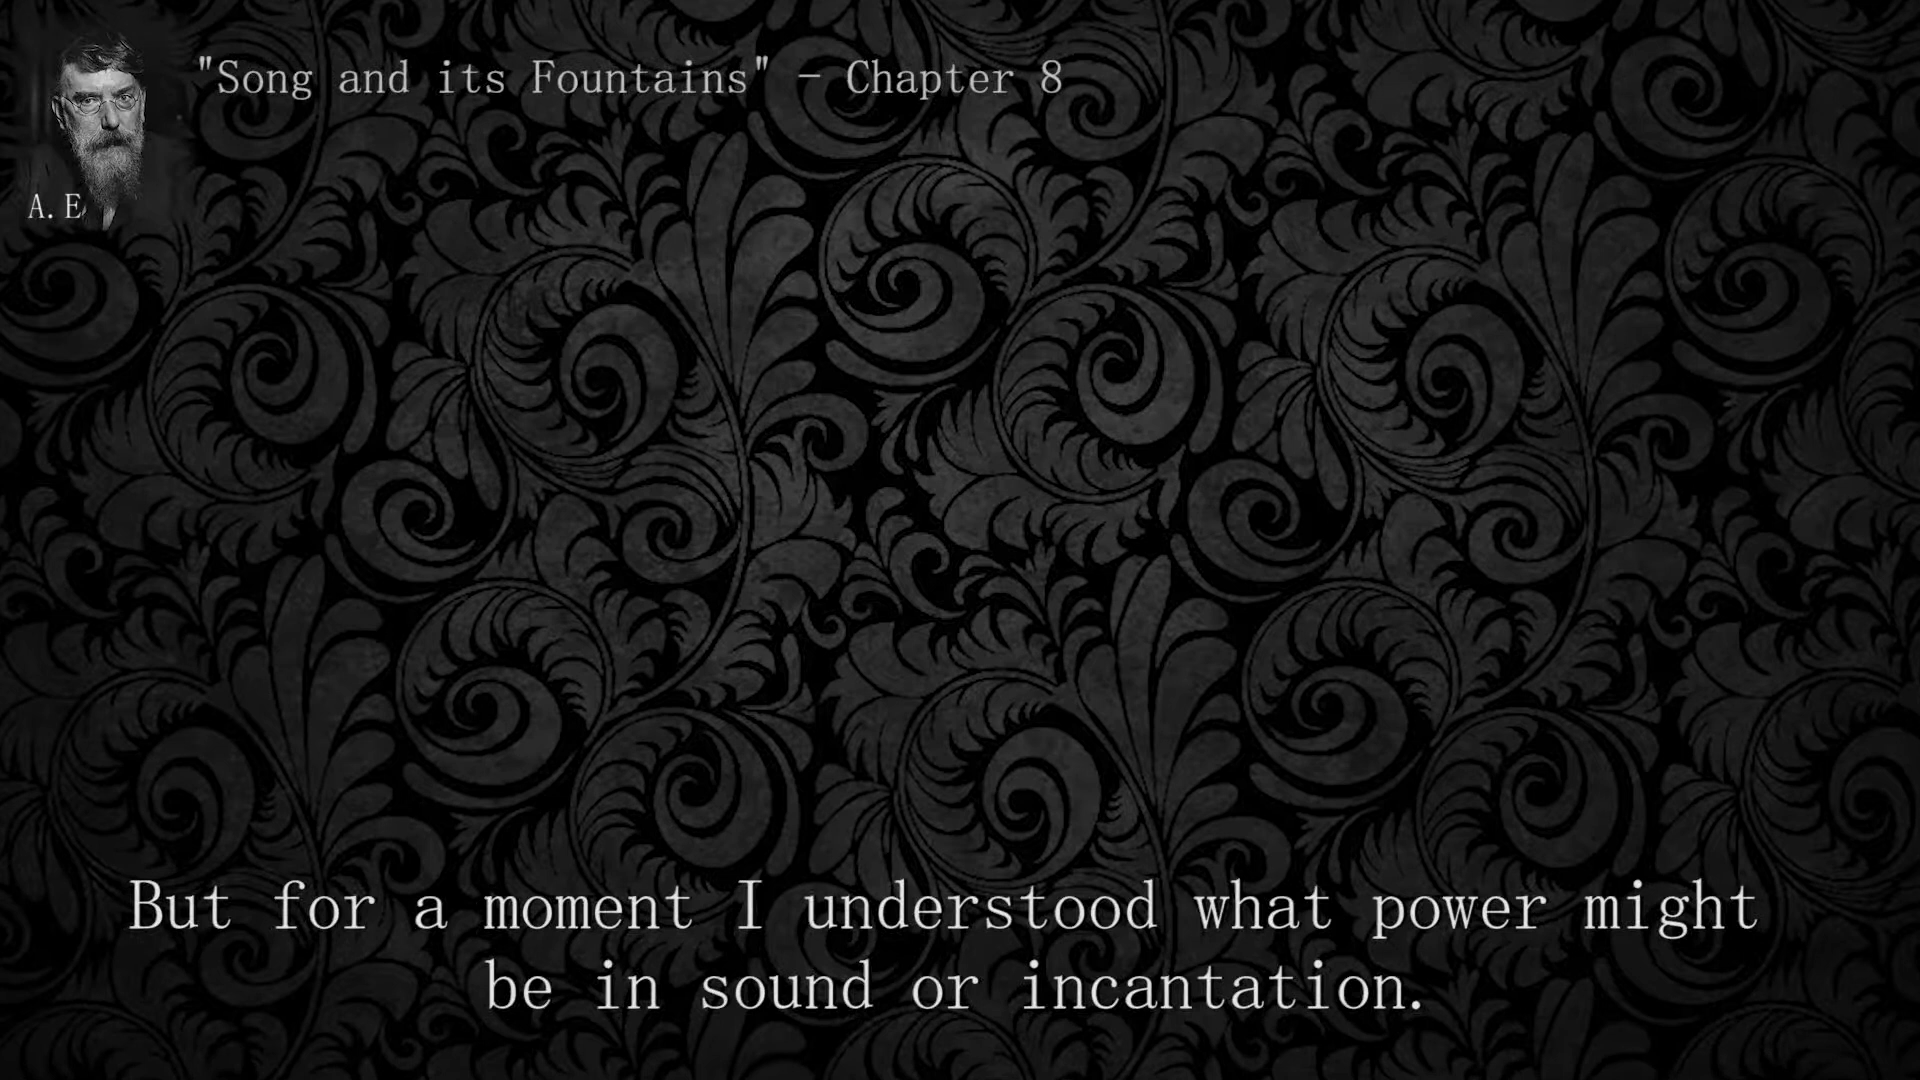 "Song and its Fountains" - Chapter 8
A.E
But for a moment I understood what power might
be in sound or incantation.